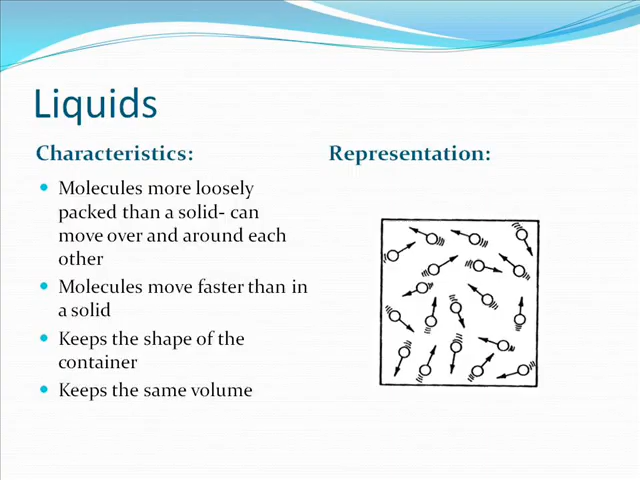 Liquids
Characteristics:
Representation:
Molecules more loosely
packed than a solid- can
move over and around each
other
Molecules move faster than in
a solid
Keeps the shape of the
container
Keeps the same volume